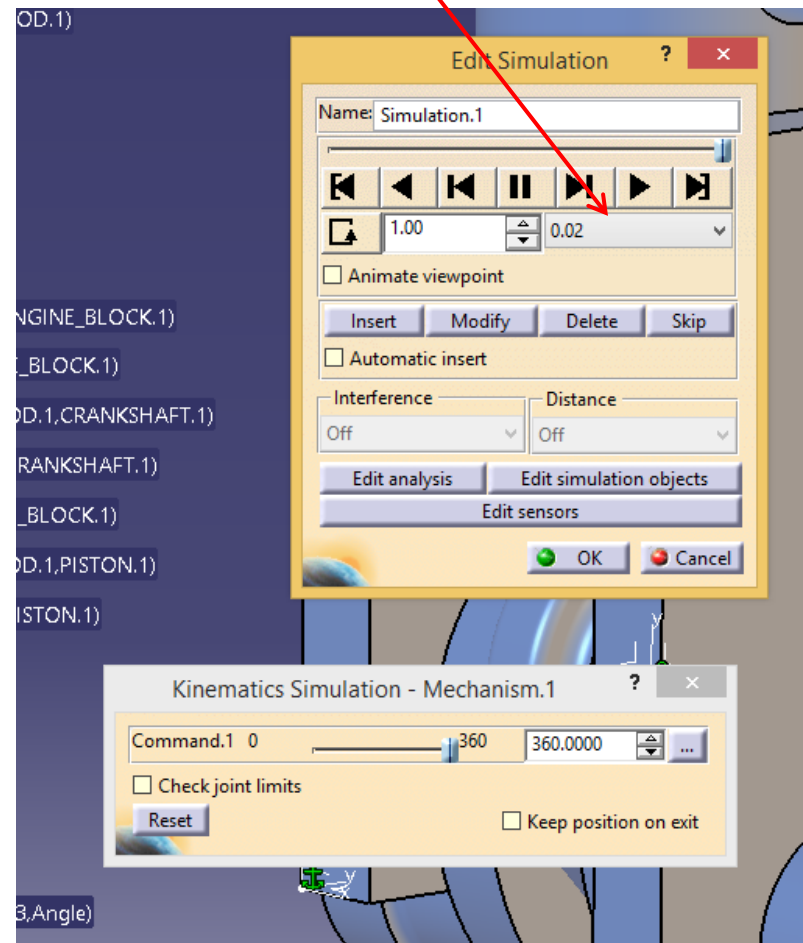 OD.1)
Edit Simulation ? ×
Name: Simulation.1
1.00 0.02
Animate viewpoint
NGINE_BLOCK.1)
Insert Modify Delete Skip
_BLOCK.1)
Automatic insert
Interference Distance
OD.1,CRANKSHAFT.1)
Off Off
RANKSHAFT.1)
Edit analysis Edit simulation objects
_BLOCK.1)
Edit sensors
OD.1,PISTON.1)
OK Cancel
ISTON.1)
y
Kinematics Simulation - Mechanism.1 ? ×
Command.1 0 360 360.0000 ...
Check joint limits
Reset Keep position on exit
y
3,Angle)